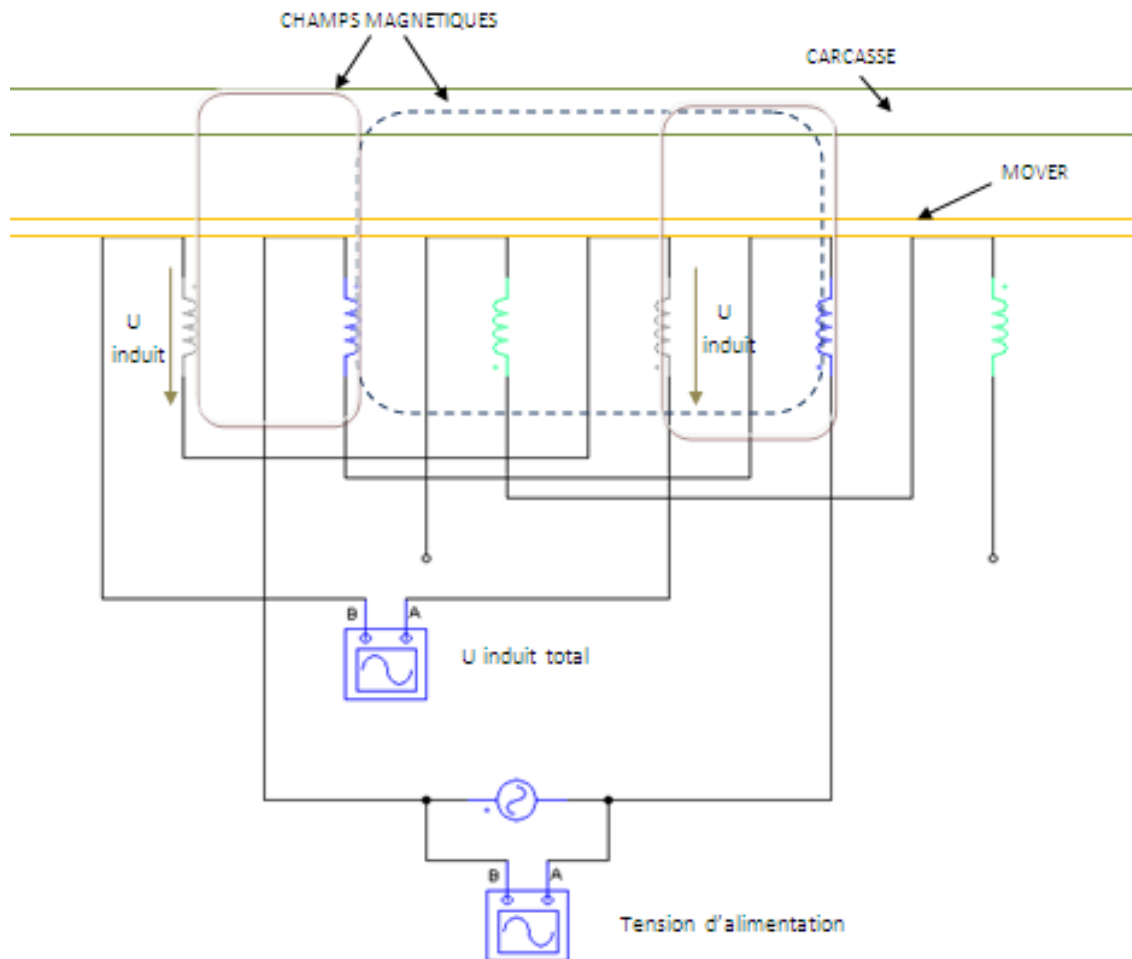 CHAMPS MAGNETIQUES
CARCASSE
MOVER
U
induit
U
induit
B A
U induit total
B A
Tension d'alimentation